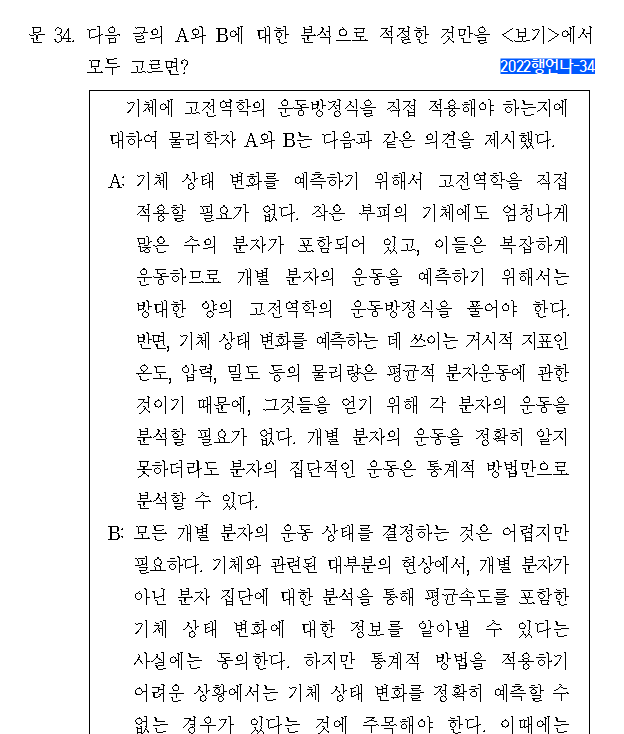 문 34. 다음 글의 A와 B에 대한 분석으로 적절한 것만을 <보기>에서
모두 고르면?
2022행언나-34
기체에 고전역학의 운동방정식을 직접 적용해야 하는지에
대하여 물리학자 A와 B는 다음과 같은 의견을 제시했다.
A: 기체 상태 변화를 예측하기 위해서 고전역학을 직접
적용할 필요가 없다. 작은 부피의 기체에도 엄청나게
많은 수의 분자가 포함되어 있고, 이들은 복잡하게
운동하므로 개별 분자의 운동을 예측하기 위해서는
방대한 양의 고전역학의 운동방정식을 풀어야 한다.
반면, 기체 상태 변화를 예측하는 데 쓰이는 거시적 지표인
온도, 압력, 밀도 등의 물리량은 평균적 분자운동에 관한
것이기 때문에, 그것들을 얻기 위해 각 분자의 운동을
분석할 필요가 없다. 개별 분자의 운동을 정확히 알지
못하더라도 분자의 집단적인 운동은 통계적 방법만으로
분석할 수 있다.
B: 모든 개별 분자의 운동 상태를 결정하는 것은 어렵지만
필요하다. 기체와 관련된 대부분의 현상에서, 개별 분자가
아닌 분자 집단에 대한 분석을 통해 평균속도를 포함한
기체 상태 변화에 대한 정보를 알아낼 수 있다는
사실에는 동의한다. 하지만 통계적 방법을 적용하기
어려운 상황에서는 기체 상태 변화를 정확히 예측할 수
없는 경우가 있다는 것에 주목해야 한다. 이때에는